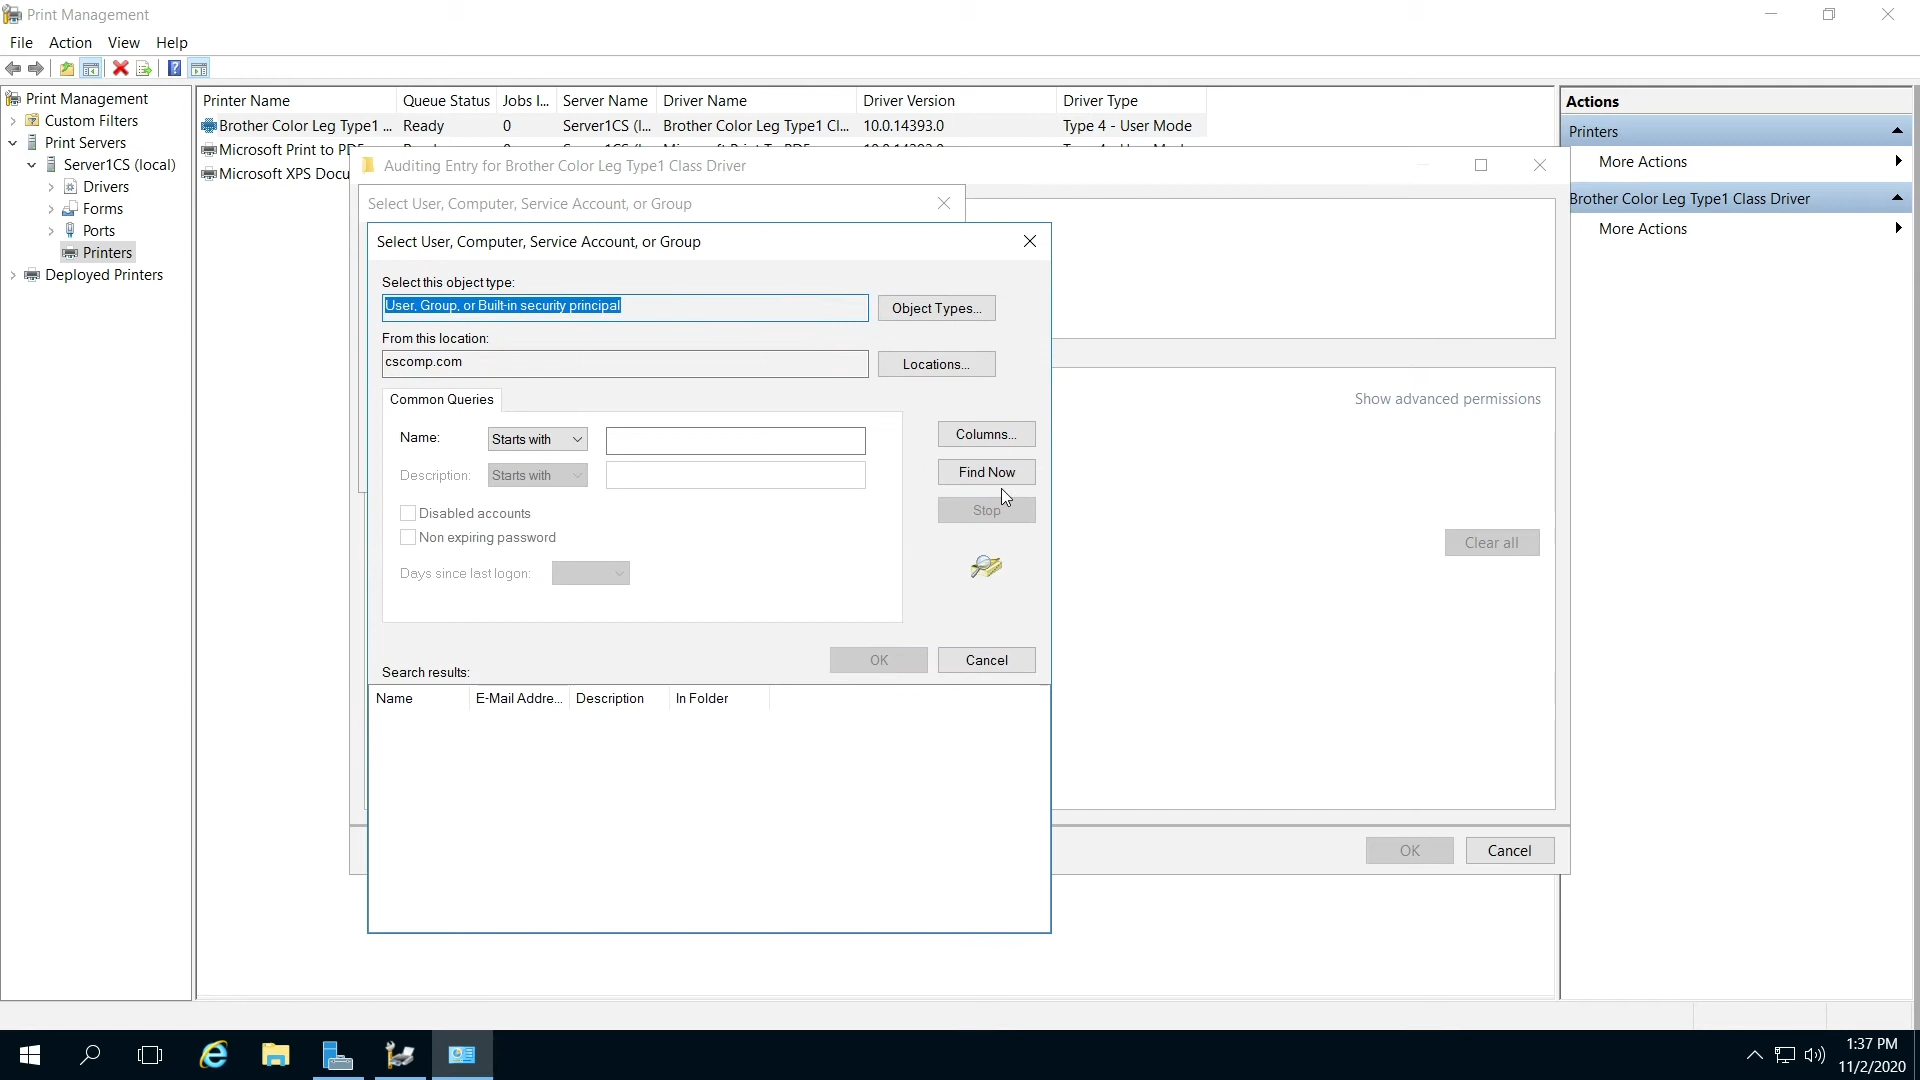 Print Management
File Action View Help
Print Management
Custom Filters
Print Servers
Server1CS (local)
Drivers
Forms
Ports
Printers
Deployed Printers
Printer Name Queue Status Jobs I... Server Name Driver Name Driver Version Driver Type
Brother Color Leg Type1 ... Ready 0 Server1CS (l... Brother Color Leg Type1 Cl... 10.0.14393.0 Type 4 - User Mode
Microsoft Print to PDF
Microsoft XPS Docu
Auditing Entry for Brother Color Leg Type1 Class Driver
Select User, Computer, Service Account, or Group
Select User, Computer, Service Account, or Group
Select this object type:
User, Group, or Built-in security principal
Object Types...
From this location:
cscomp.com
Locations...
Common Queries
Name: Starts with
Description: Starts with
Disabled accounts
Non expiring password
Days since last logon:
Columns...
Find Now
Stop
OK
Cancel
Search results:
Name E-Mail Addre... Description In Folder
Show advanced permissions
Clear all
OK
Cancel
Actions
Printers
More Actions
Brother Color Leg Type1 Class Driver
More Actions
1:37 PM
11/2/2020